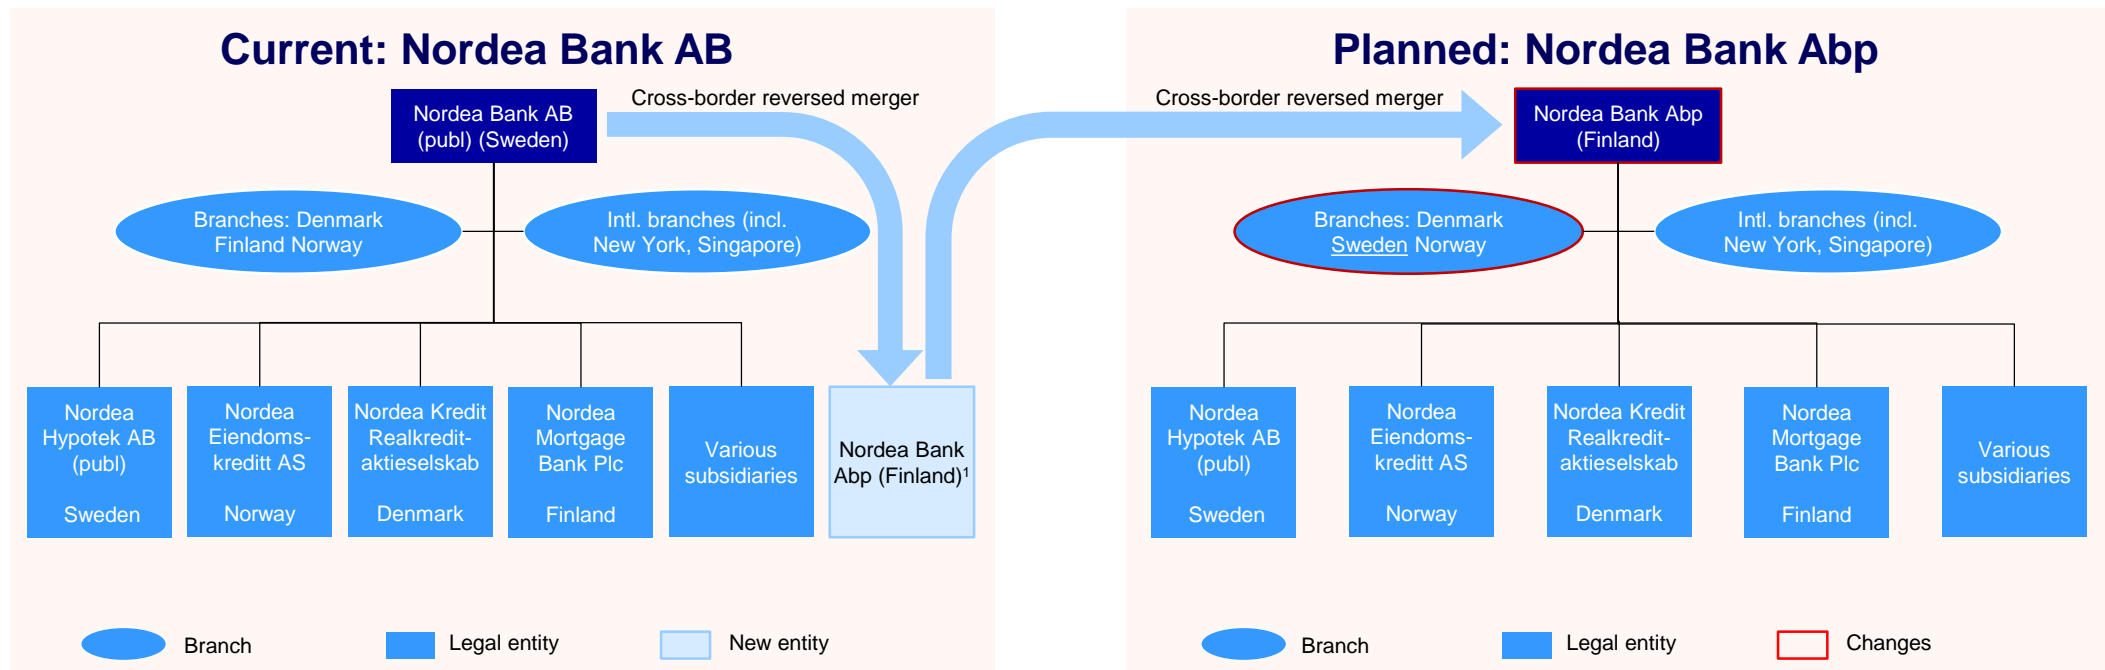 Current: Nordea Bank AB
Nordea Bank AB
(publ) (Sweden)
Cross-border reversed merger
Branches: Denmark
Finland Norway
Intl. branches (incl.
New York, Singapore)
Nordea
Hypotek AB
(publ)
Sweden
Nordea
Eiendoms-
kreditt AS
Norway
Nordea Kredit
Realkredit-
aktieselskab
Denmark
Nordea
Mortgage
Bank Plc
Finland
Various
subsidiaries
Nordea Bank
Abp (Finland)¹
Branch
Legal entity
New entity
Planned: Nordea Bank Abp
Cross-border reversed merger
Nordea Bank Abp
(Finland)
Branches: Denmark
Sweden Norway
Intl. branches (incl.
New York, Singapore)
Nordea
Hypotek AB
(publ)
Sweden
Nordea
Eiendoms-
kreditt AS
Norway
Nordea Kredit
Realkredit-
aktieselskab
Denmark
Nordea
Mortgage
Bank Plc
Finland
Various
subsidiaries
Branch
Legal entity
Changes